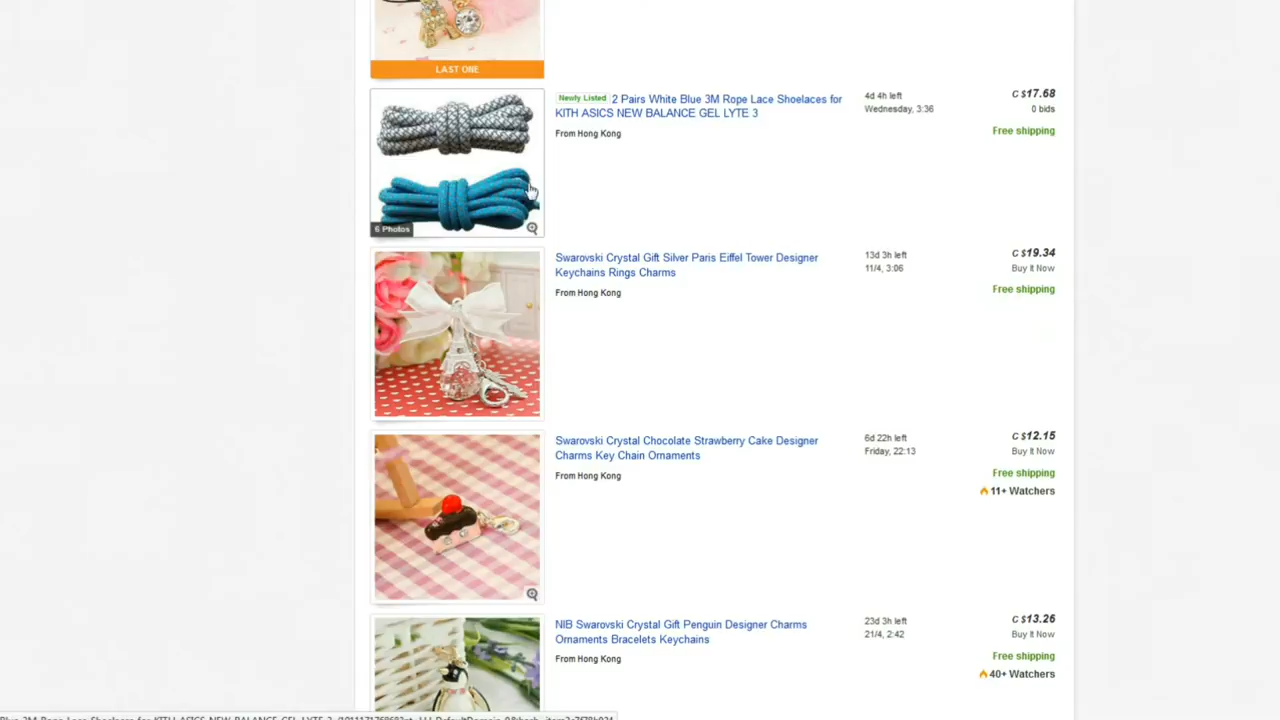 LAST ONE
Newly Listed 2 Pairs White Blue 3M Rope Lace Shoelaces for
KITH ASICS NEW BALANCE GEL LYTE 3
From Hong Kong
4d 4h left
Wednesday, 3:36
C $17.68
0 bids
Free shipping
6 Photos
Swarovski Crystal Gift Silver Paris Eiffel Tower Designer
Keychains Rings Charms
From Hong Kong
13d 3h left
11/4, 3:06
C $19.34
Buy It Now
Free shipping
Swarovski Crystal Chocolate Strawberry Cake Designer
Charms Key Chain Ornaments
From Hong Kong
6d 22h left
Friday, 22:13
C $12.15
Buy It Now
Free shipping
11+ Watchers
NIB Swarovski Crystal Gift Penguin Designer Charms
Ornaments Bracelets Keychains
From Hong Kong
23d 3h left
21/4, 2:42
C $13.26
Buy It Now
Free shipping
40+ Watchers